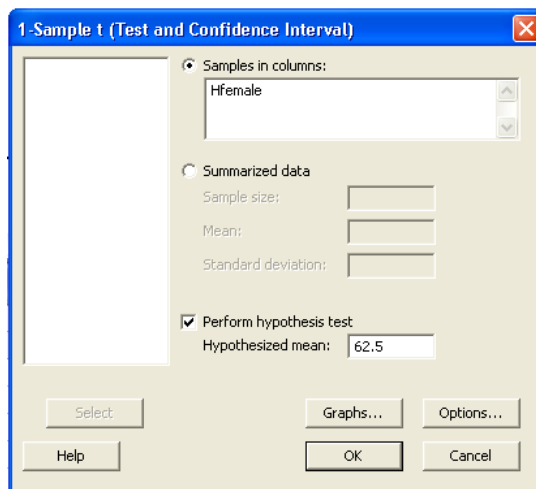 1-Sample t (Test and Confidence Interval)
Samples in columns:
Hfemale
Summarized data
Sample size:
Mean:
Standard deviation:
Perform hypothesis test
Hypothesized mean: 62.5
Select
Graphs...
Options...
Help
OK
Cancel